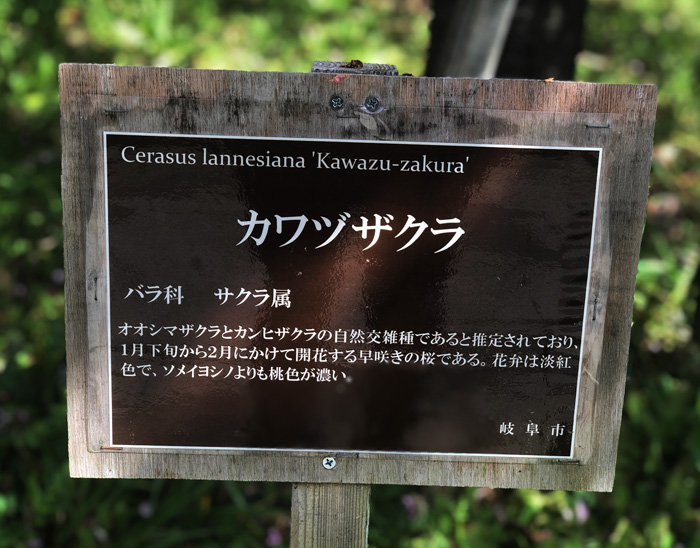 Cerasus lannesiana 'Kawazu-zakura'
カワヅザクラ
バラ科　サクラ属
オオシマザクラとカンヒザクラの自然交雑種であると推定されており、
1月下旬から2月にかけて開花する早咲きの桜である。花弁は淡紅
色で、ソメイヨシノよりも桃色が濃い
岐阜市